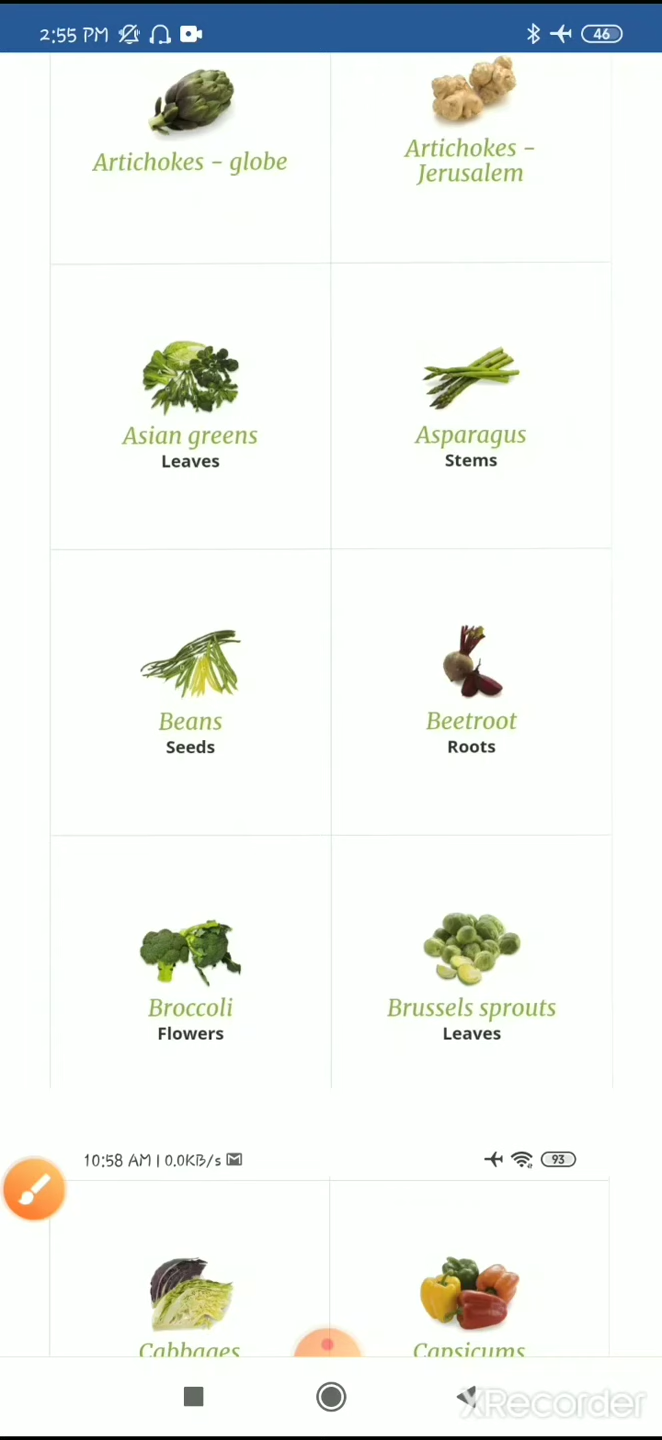 2:55 PM
46
Artichokes - globe
Artichokes -
Jerusalem
Asian greens
Leaves
Asparagus
Stems
Beans
Seeds
Beetroot
Roots
Broccoli
Flowers
Brussels sprouts
Leaves
10:58 AM | 0.0KB/s
93
Cabbages
Capsicums
XRecorder